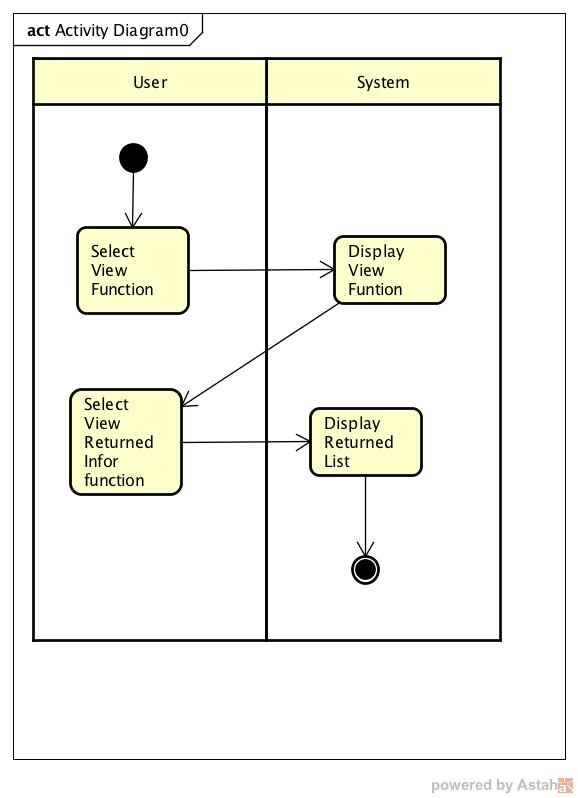 act Activity Diagram0
User
System
Select
View
Function
Display
View
Funtion
Select
View
Returned
Infor
function
Display
Returned
List
powered by Astah